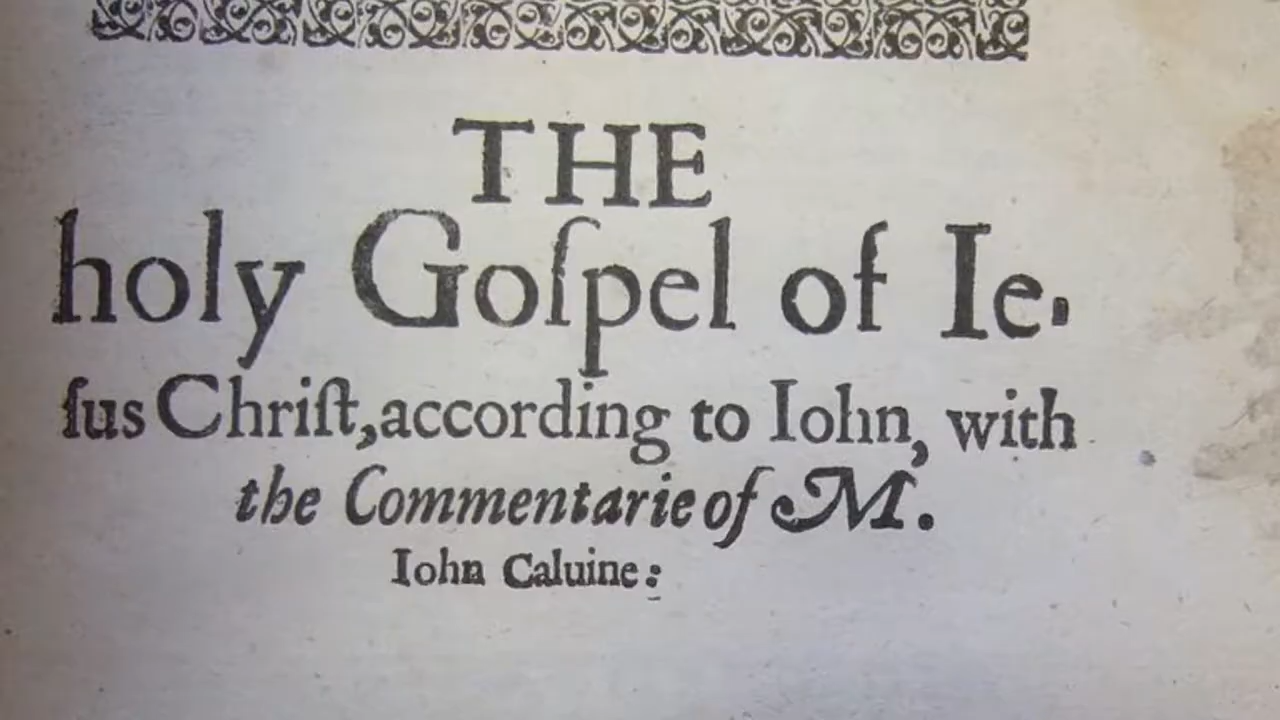 THE
holy Goſpel of Ie-
ſus Chriſt, according to Iohn, with
the Commentarie of M.
Iohn Caluine: